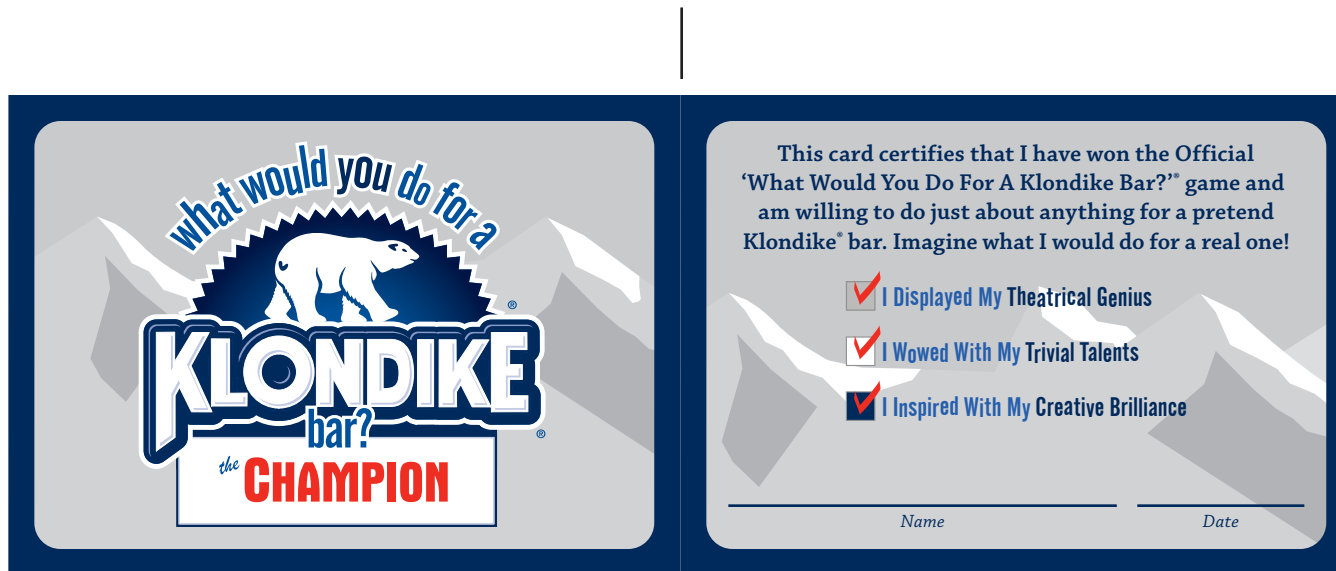 what would you do for a
KLONDIKE®
bar?®
the CHAMPION
This card certifies that I have won the Official
‘What Would You Do For A Klondike Bar?’® game and
am willing to do just about anything for a pretend
Klondike® bar. Imagine what I would do for a real one!
I Displayed My Theatrical Genius
I Wowed With My Trivial Talents
I Inspired With My Creative Brilliance
Name
Date